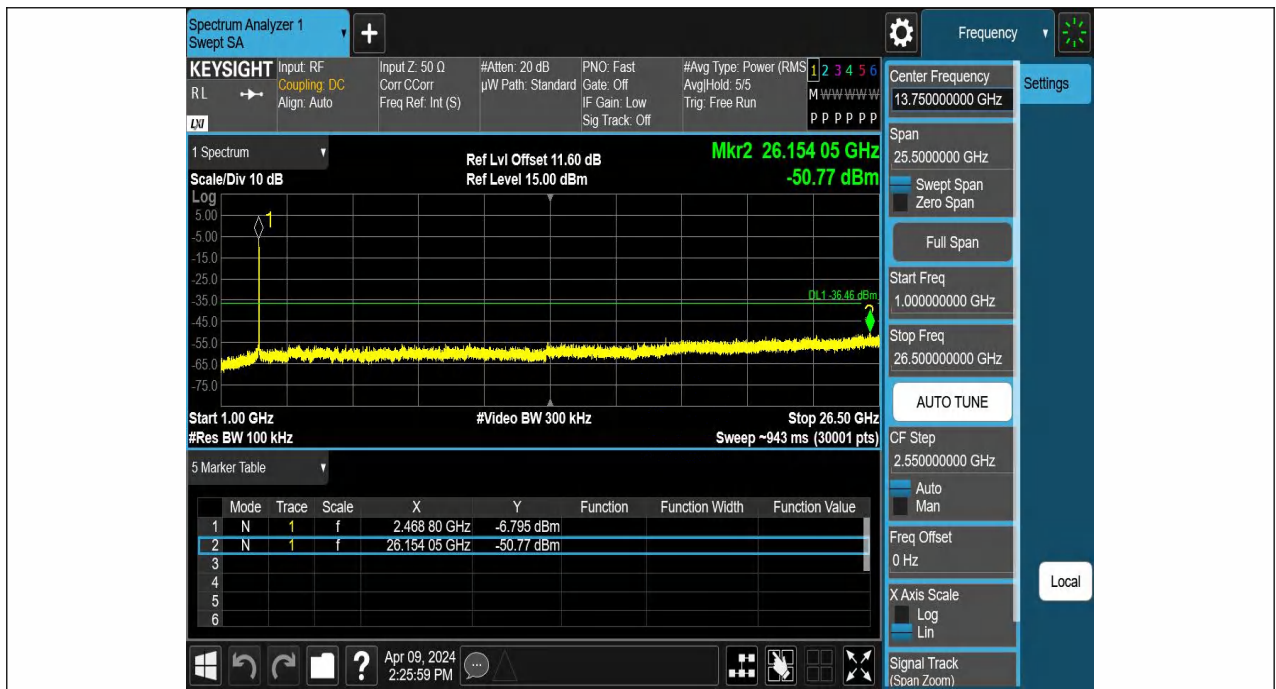 Spectrum Analyzer 1
Swept SA
+
Frequency
KEYSIGHT
RL
LXI
Input: RF
Coupling: DC
Align: Auto
Input Z: 50 Ω
Corr CCorr
Freq Ref: Int (S)
#Atten: 20 dB
µW Path: Standard
PNO: Fast
Gate: Off
IF Gain: Low
Sig Track: Off
#Avg Type: Power (RMS
Avg|Hold: 5/5
Trig: Free Run
1 2 3 4 5 6
M W W W W W
P P P P P P
1 Spectrum
Scale/Div 10 dB
Ref Lvl Offset 11.60 dB
Ref Level 15.00 dBm
Mkr2 26.154 05 GHz
-50.77 dBm
Log
5.00
-5.00
-15.0
-25.0
-35.0
-45.0
-55.0
-65.0
-75.0
1
DL1 -36.46 dBm
2
Start 1.00 GHz
#Res BW 100 kHz
#Video BW 300 kHz
Stop 26.50 GHz
Sweep ~943 ms (30001 pts)
5 Marker Table
Mode Trace Scale X Y Function Function Width Function Value
1 N 1 f 2.468 80 GHz -6.795 dBm
2 N 1 f 26.154 05 GHz -50.77 dBm
3
4
5
6
?
Apr 09, 2024
2:25:59 PM
Center Frequency
13.750000000 GHz
Settings
Span
25.5000000 GHz
Swept Span
Zero Span
Full Span
Start Freq
1.000000000 GHz
Stop Freq
26.500000000 GHz
AUTO TUNE
CF Step
2.550000000 GHz
Auto
Man
Freq Offset
0 Hz
Local
X Axis Scale
Log
Lin
Signal Track
(Span Zoom)